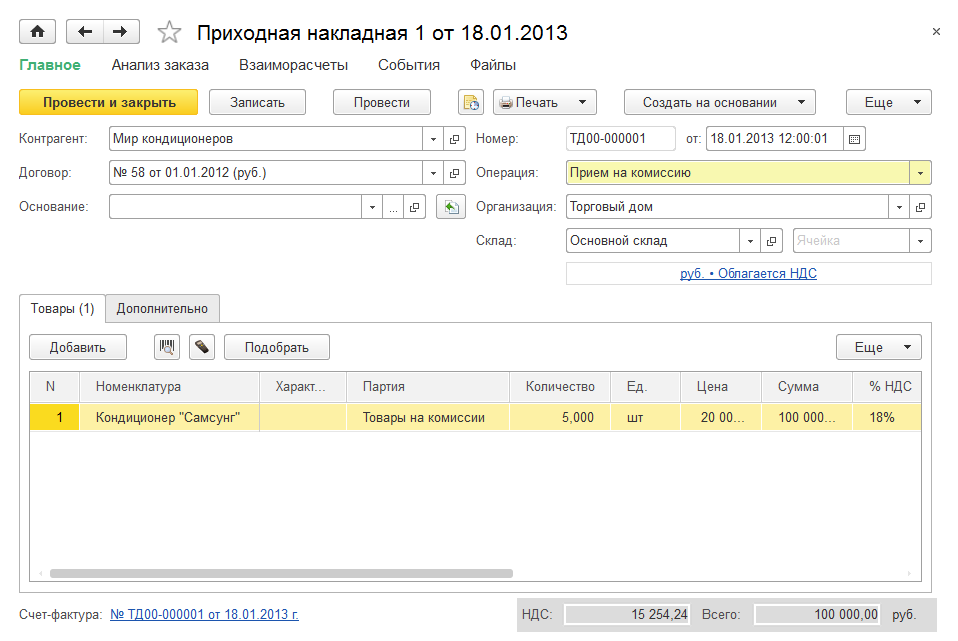 Приходная накладная 1 от 18.01.2013
Главное Анализ заказа Взаиморасчеты События Файлы
Провести и закрыть Записать Провести Печать Создать на основании Еще
Контрагент: Мир кондиционеров Номер: ТД00-000001 от: 18.01.2013 12:00:01
Договор: № 58 от 01.01.2012 (руб.) Операция: Прием на комиссию
Основание: ... Организация: Торговый дом
Склад: Основной склад Ячейка
руб. • Облагается НДС
Товары (1) Дополнительно
Добавить Подобрать Еще
N Номенклатура Характ... Партия Количество Ед. Цена Сумма % НДС
1 Кондиционер "Самсунг" Товары на комиссии 5,000 шт 20 00... 100 000... 18%
Счет-фактура: № ТД00-000001 от 18.01.2013 г. НДС: 15 254,24 Всего: 100 000,00 руб.